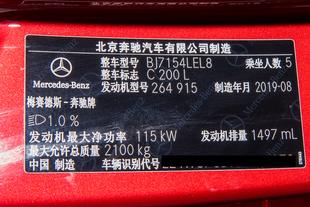 北京奔驰汽车有限公司制造
整车型号 BJ7154LEL8 乘坐人数 5
整车标志 C 200 L
发动机型号 264 915 制造年月 2019-08
Mercedes-Benz
梅赛德斯-奔驰牌
1.0 %
发动机最大净功率 115 kW 发动机排量 1497 mL
最大允许总质量 2100 kg
中国 制造 车辆识别代号